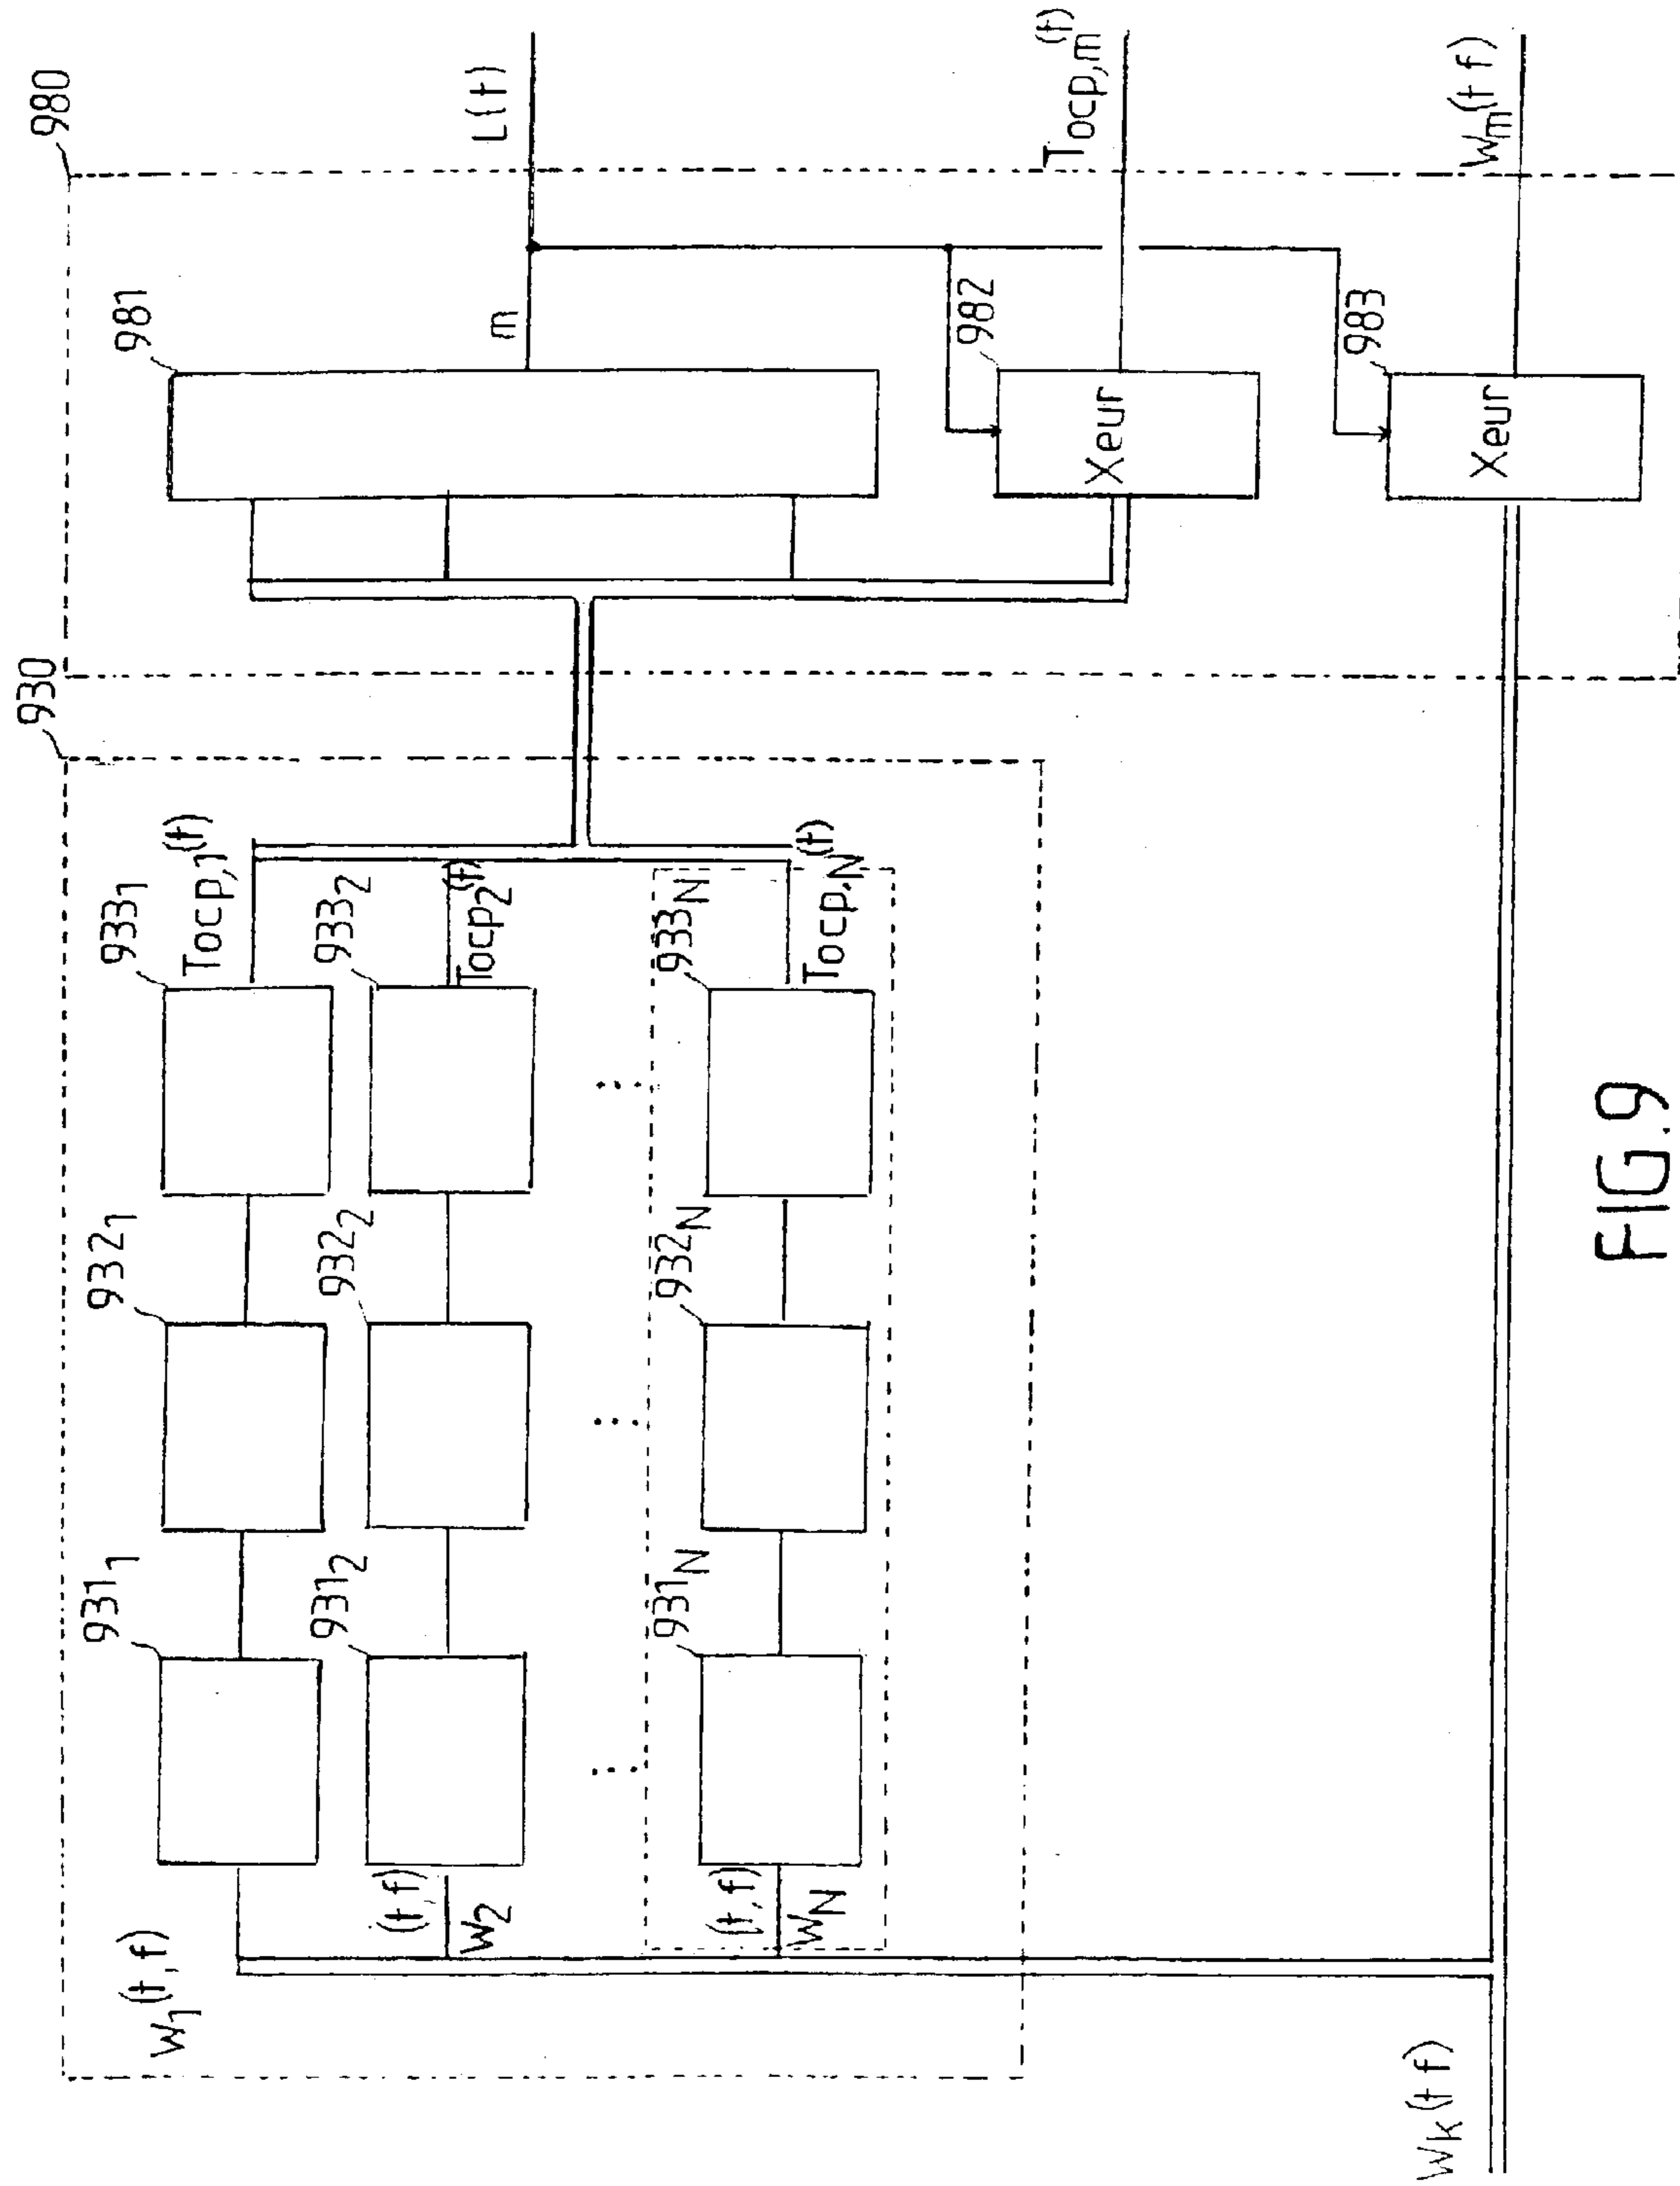 930
980
931₁
932₁
933₁
981
W₁(t,f)
Tocp,1(t)
m
L(t)
931₂
932₂
933₂
(t,f)
W₂
Tocp2(t)
931N
932N
933N
982
(t,f)
WN
Tocp,N(t)
Xeur
Tocp,m(t)
983
WK(t f)
Xeur
Wm(t f)
FIG.9